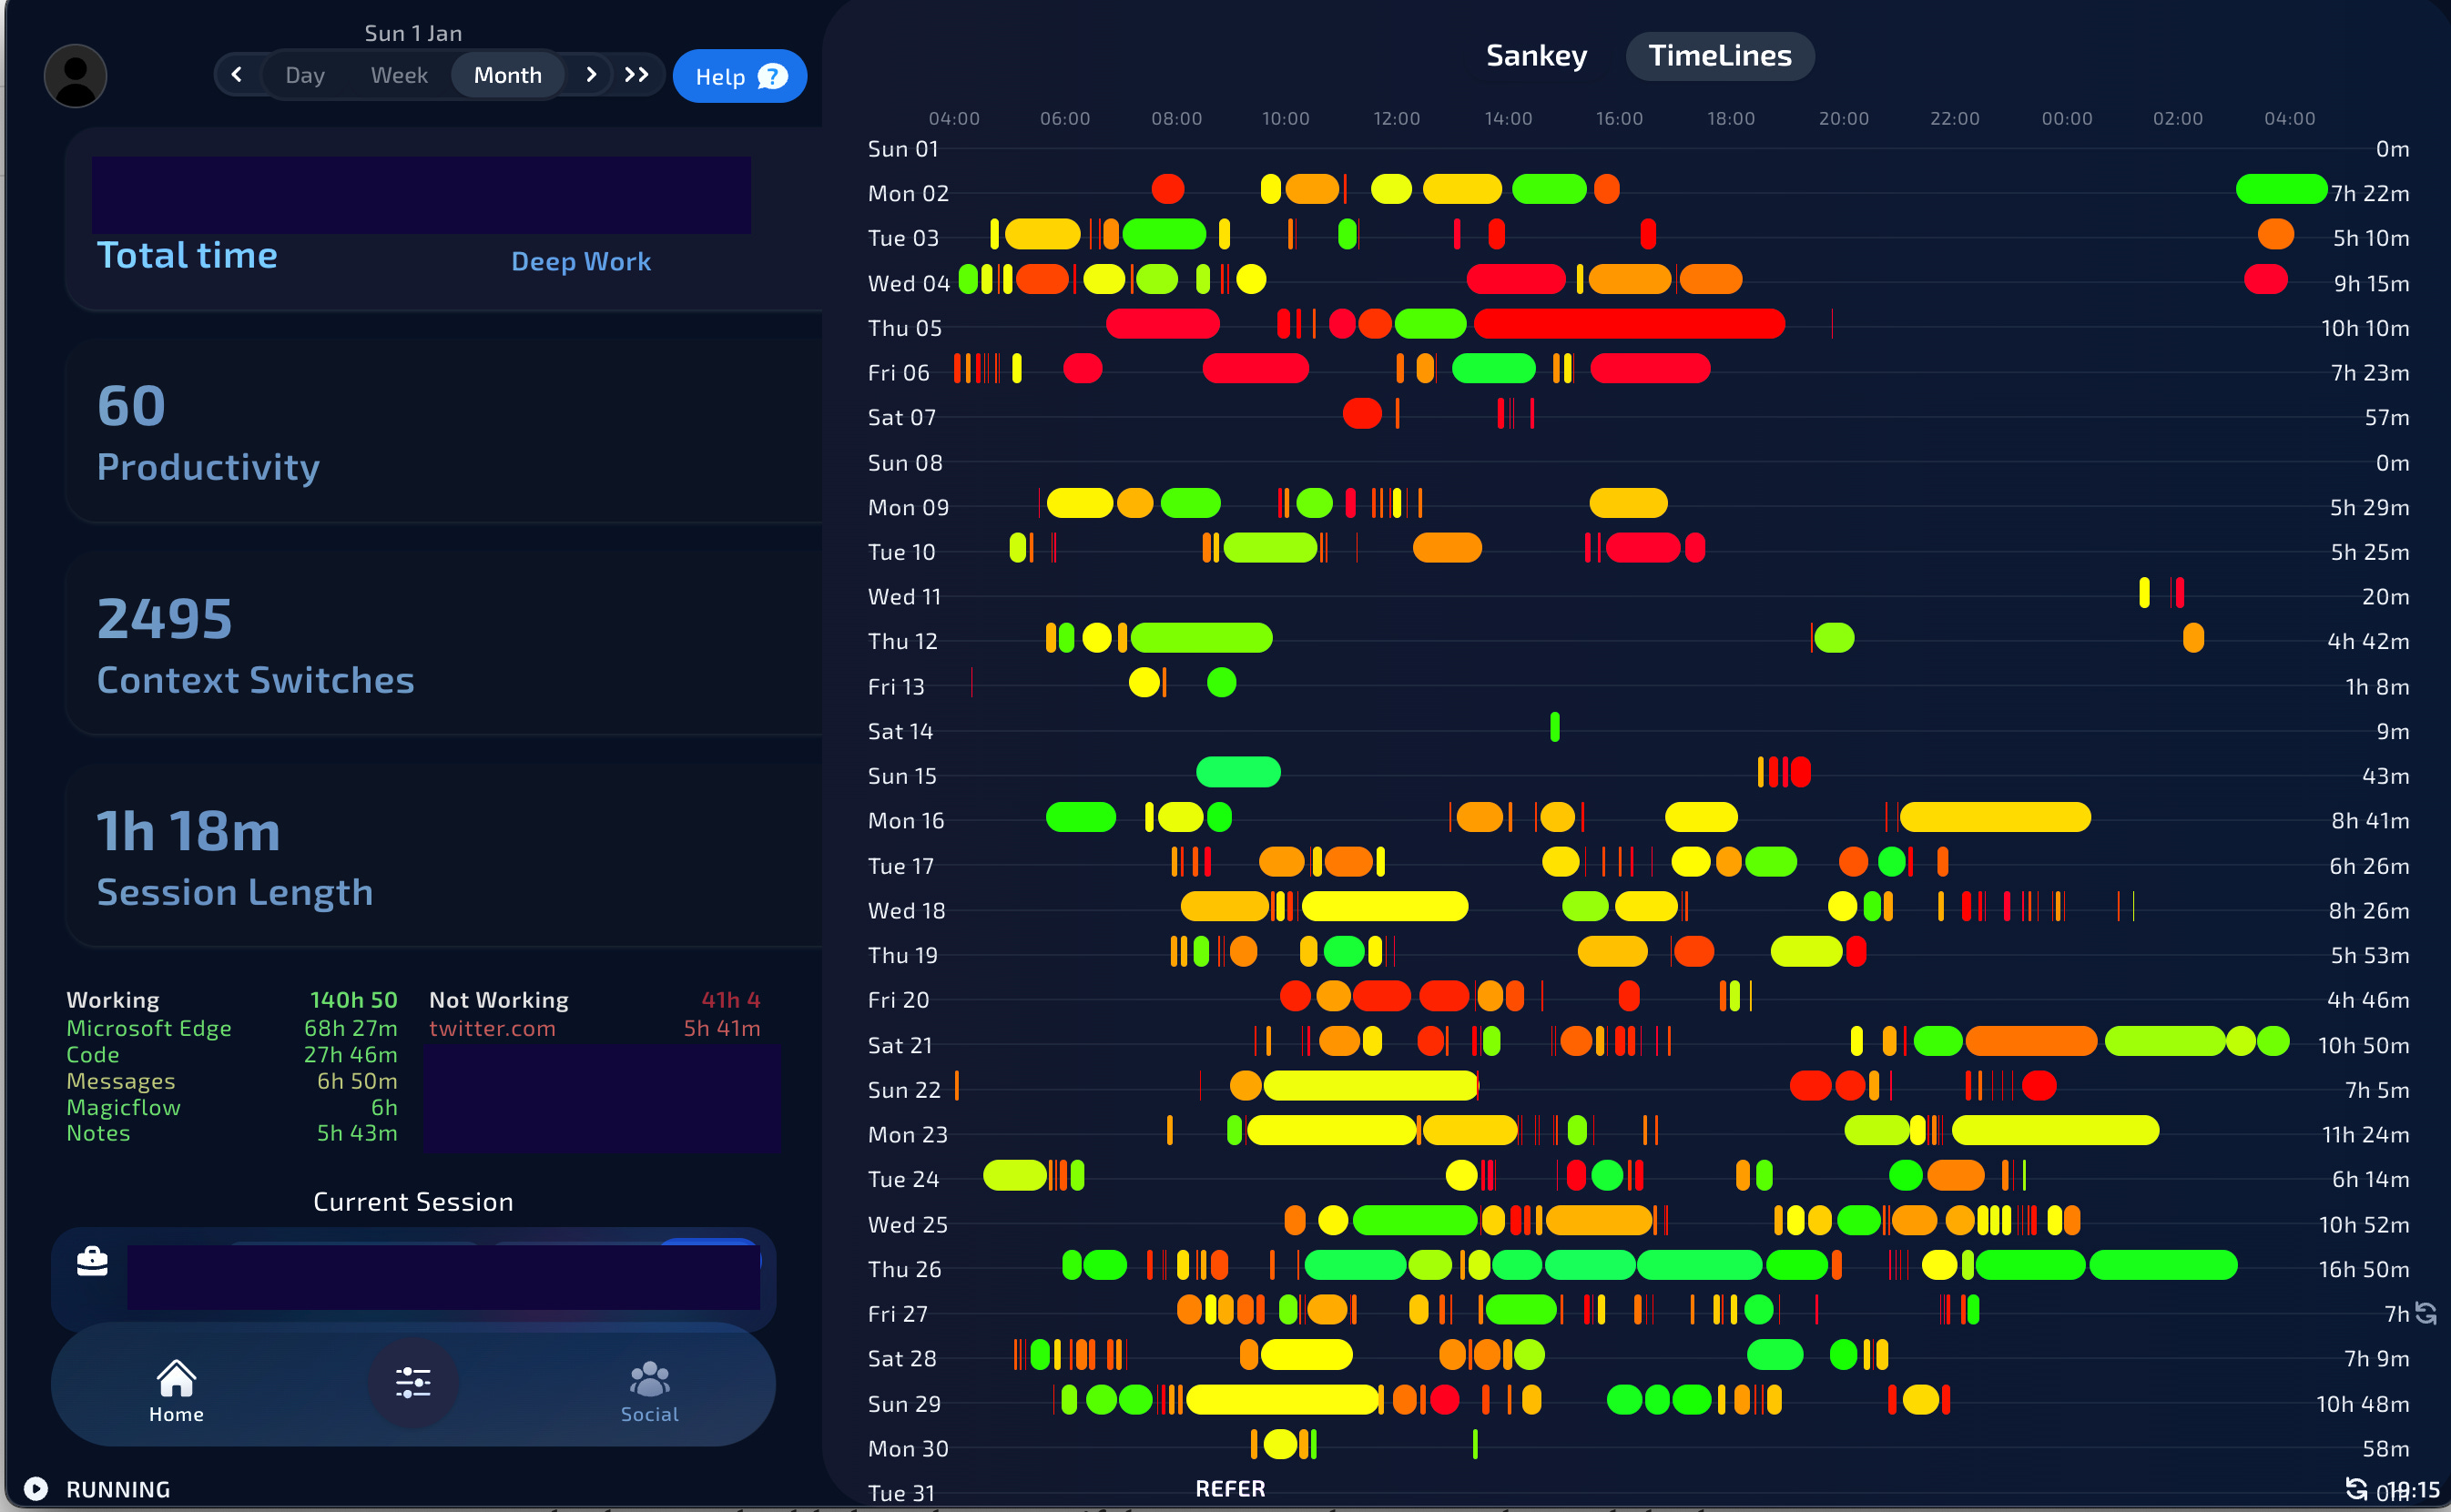 Sun 1 Jan
Day Week Month Help ?
Total time Deep Work
60
Productivity
2495
Context Switches
1h 18m
Session Length
Working 140h 50 Not Working 41h 4
Microsoft Edge 68h 27m twitter.com 5h 41m
Code 27h 46m
Messages 6h 50m
Magicflow 6h
Notes 5h 43m
Current Session
Home Social
RUNNING
Sankey TimeLines
04:00 06:00 08:00 10:00 12:00 14:00 16:00 18:00 20:00 22:00 00:00 02:00 04:00
Sun 01 0m
Mon 02 7h 22m
Tue 03 5h 10m
Wed 04 9h 15m
Thu 05 10h 10m
Fri 06 7h 23m
Sat 07 57m
Sun 08 0m
Mon 09 5h 29m
Tue 10 5h 25m
Wed 11 20m
Thu 12 4h 42m
Fri 13 1h 8m
Sat 14 9m
Sun 15 43m
Mon 16 8h 41m
Tue 17 6h 26m
Wed 18 8h 26m
Thu 19 5h 53m
Fri 20 4h 46m
Sat 21 10h 50m
Sun 22 7h 5m
Mon 23 11h 24m
Tue 24 6h 14m
Wed 25 10h 52m
Thu 26 16h 50m
Fri 27 7h
Sat 28 7h 9m
Sun 29 10h 48m
Mon 30 58m
Tue 31
REFER